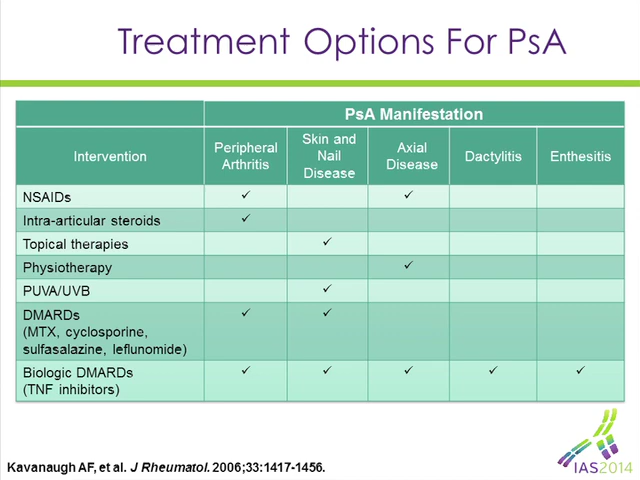 Treatment Options For PsA
PsA Manifestation
Intervention
Peripheral
Arthritis
Skin and
Nail
Disease
Axial
Disease
Dactylitis
Enthesitis
NSAIDs ✓ ✓
Intra-articular steroids ✓
Topical therapies ✓
Physiotherapy ✓
PUVA/UVB ✓
DMARDs ✓ ✓
(MTX, cyclosporine,
sulfasalazine, leflunomide)
Biologic DMARDs ✓ ✓ ✓ ✓ ✓
(TNF inhibitors)
Kavanaugh AF, et al. J Rheumatol. 2006;33:1417-1456.
IAS2014